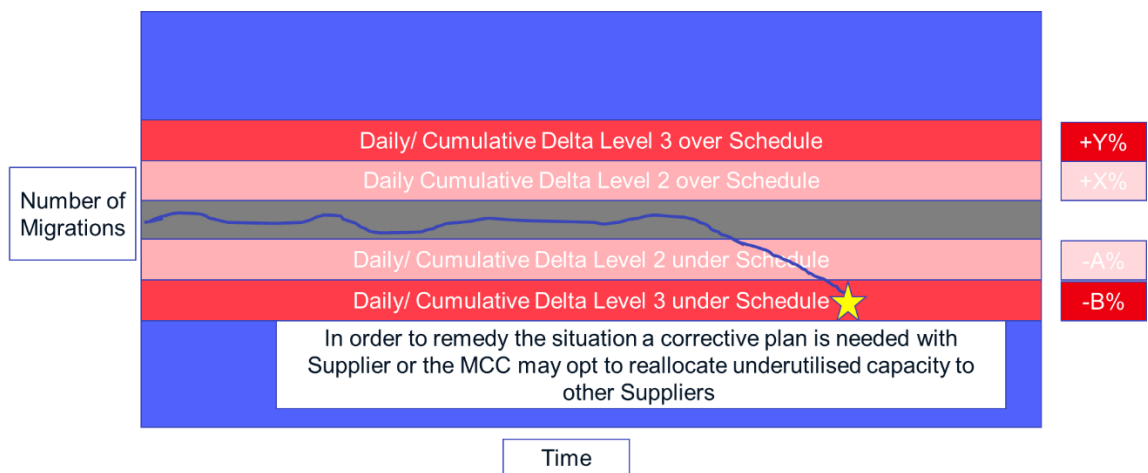 Daily/ Cumulative Delta Level 3 over Schedule
+Y%
Daily Cumulative Delta Level 2 over Schedule
+X%
Number of
Migrations
Daily/ Cumulative Delta Level 2 under Schedule
-A%
Daily/ Cumulative Delta Level 3 under Schedule
-B%
In order to remedy the situation a corrective plan is needed with
Supplier or the MCC may opt to reallocate underutilised capacity to
other Suppliers
Time